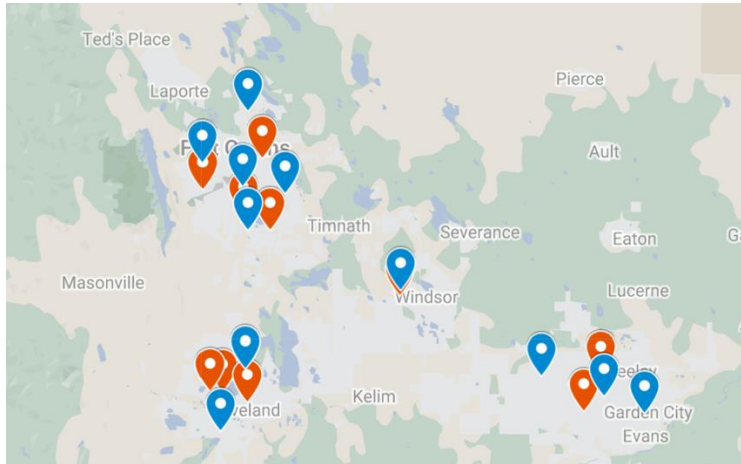 Ted's Place
Laporte
Pierce
Ault
Timnath
Severance
Eaton
Masonville
Windsor
Lucerne
Kelim
Garden City
Evans